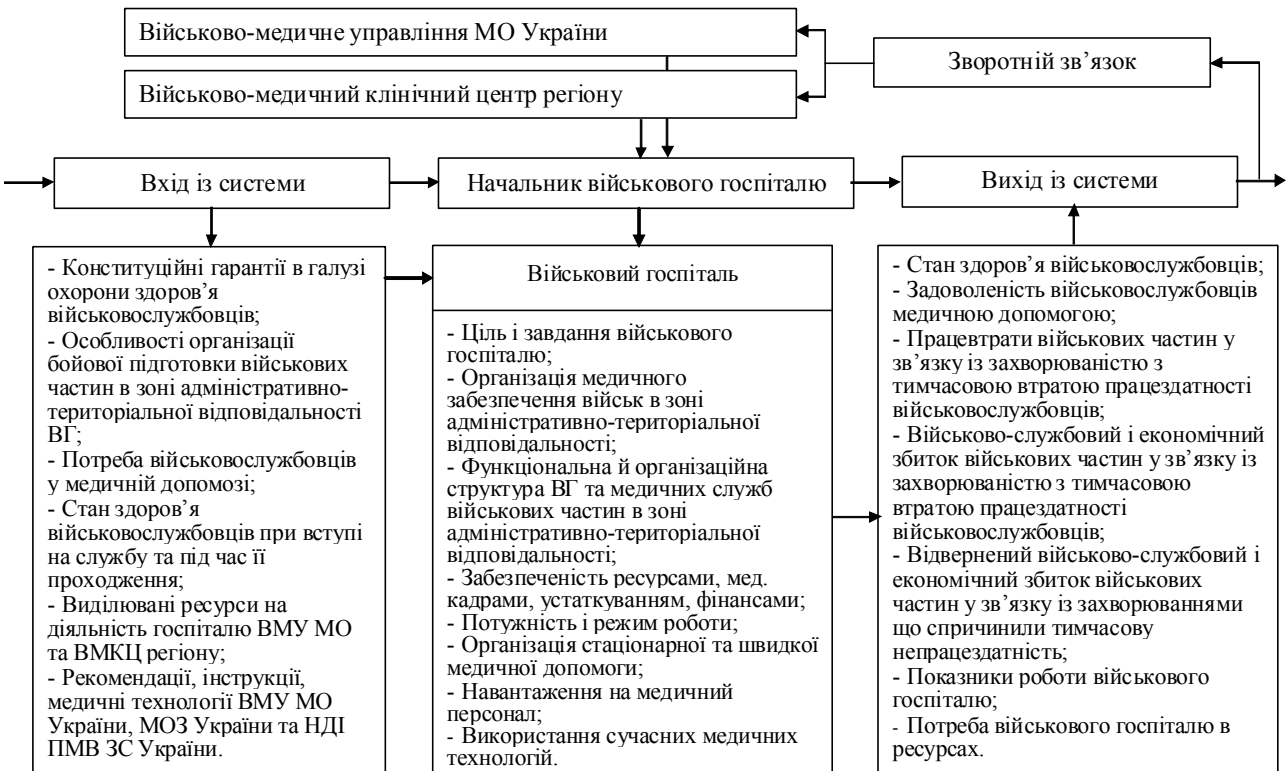 Військово-медичне управління МО України
Військово-медичний клінічний центр регіону
Зворотній зв’язок
Вхід із системи
Начальник військового госпіталю
Вихід із системи
- Конституційні гарантії в галузі
охорони здоров’я
військовослужбовців;
- Особливості організації
бойової підготовки військових
частин в зоні адміністративно-
територіальної відповідальності
ВГ;
- Потреба військовослужбовців
у медичній допомозі;
- Стан здоров’я
військовослужбовців при вступі
на службу та під час її
проходження;
- Виділювані ресурси на
діяльність госпіталю ВМУ МО
та ВМКЦ регіону;
- Рекомендації, інструкції,
медичні технології ВМУ МО
України, МОЗ України та НДІ
ПМВ ЗС України.
Військовий госпіталь
- Ціль і завдання військового
госпіталю;
- Організація медичного
забезпечення військ в зоні
адміністративно-територіальної
відповідальності;
- Функціональна й організаційна
структура ВГ та медичних служб
військових частин в зоні
адміністративно-територіальної
відповідальності;
- Забезпеченість ресурсами, мед.
кадрами, устаткуванням, фінансами;
- Потужність і режим роботи;
- Організація стаціонарної та швидкої
медичної допомоги;
- Навантаження на медичний
персонал;
- Використання сучасних медичних
технологій.
- Стан здоров’я військовослужбовців;
- Задоволеність військовослужбовців
медичною допомогою;
- Працевтрати військових частин у
зв’язку із захворюваністю з
тимчасовою втратою працездатності
військовослужбовців;
- Військово-службовий і економічний
збиток військових частин у зв’язку із
захворюваністю з тимчасовою
втратою працездатності
військовослужбовців;
- Відвернений військово-службовий і
економічний збиток військових
частин у зв’язку із захворюваннями
що спричинили тимчасову
непрацездатність;
- Показники роботи військового
госпіталю;
- Потреба військового госпіталю в
ресурсах.